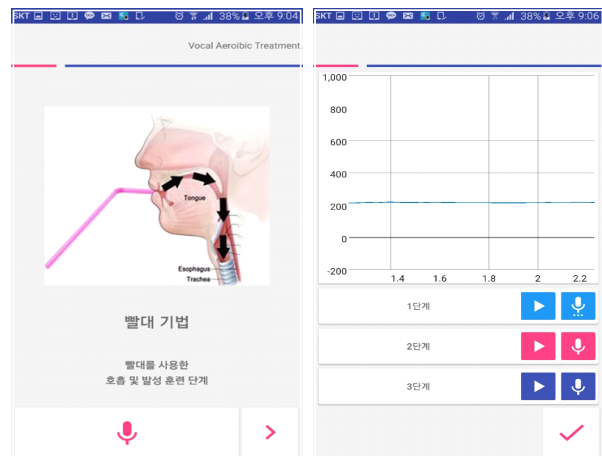 SKT 38% 오후 9:04
Vocal Aeroibic Treatment.
Tongue
Esophagus
Trachea
빨대 기법
빨대를 사용한
호흡 및 발성 훈련 단계
SKT 38% 오후 9:06
1,000
800
600
400
200
0
-200
1.4 1.6 1.8 2 2.2
1단계
2단계
3단계